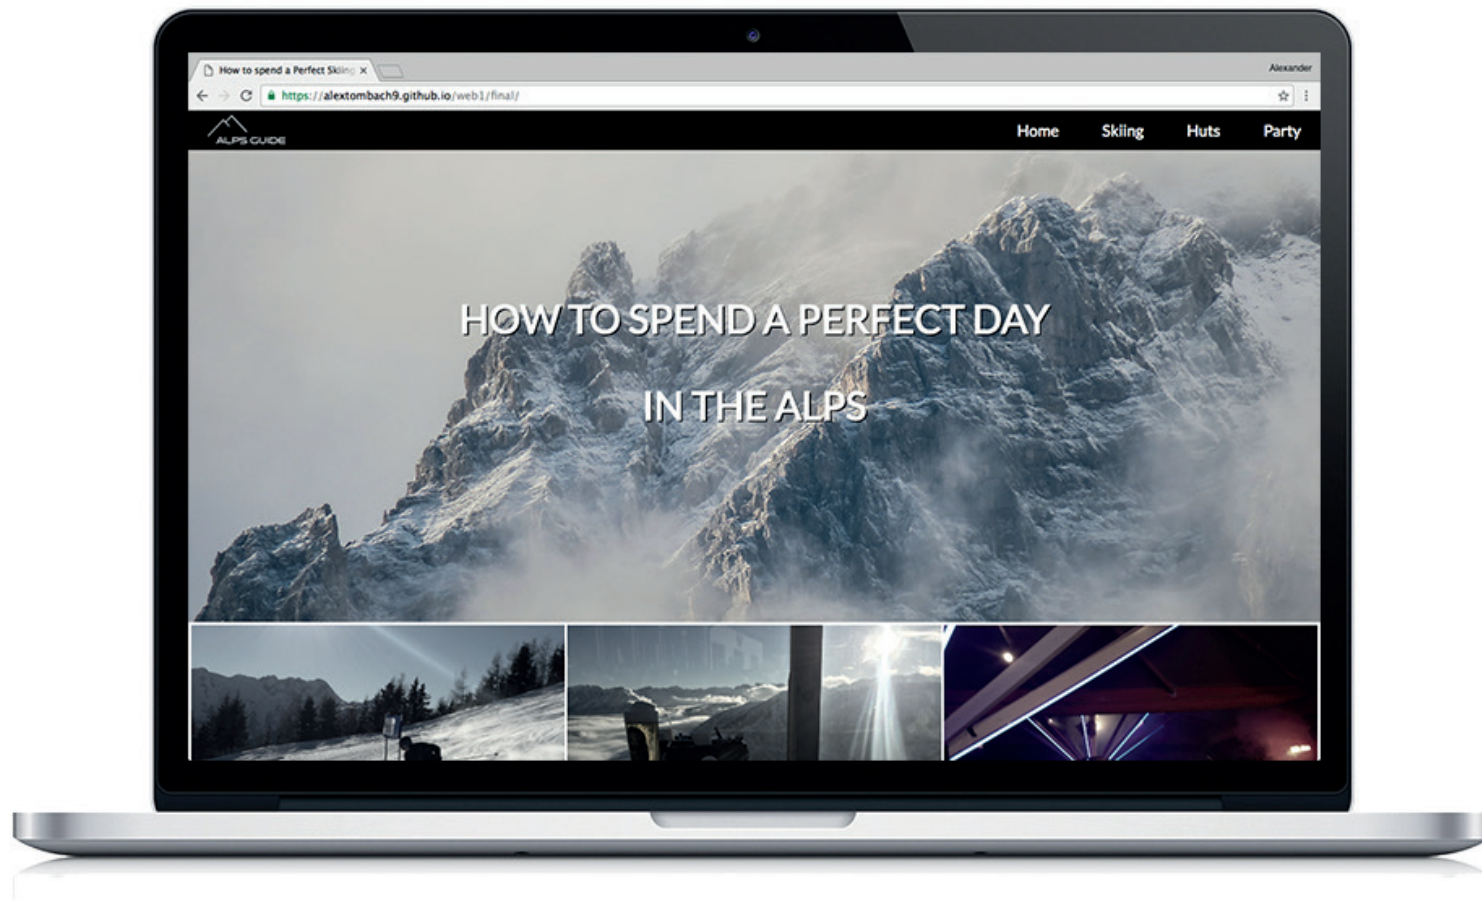 How to spend a Perfect Skiing
Alexander
https://alextombach9.github.io/web1/final/
ALPS GUIDE
Home Skiing Huts Party
HOW TO SPEND A PERFECT DAY
IN THE ALPS